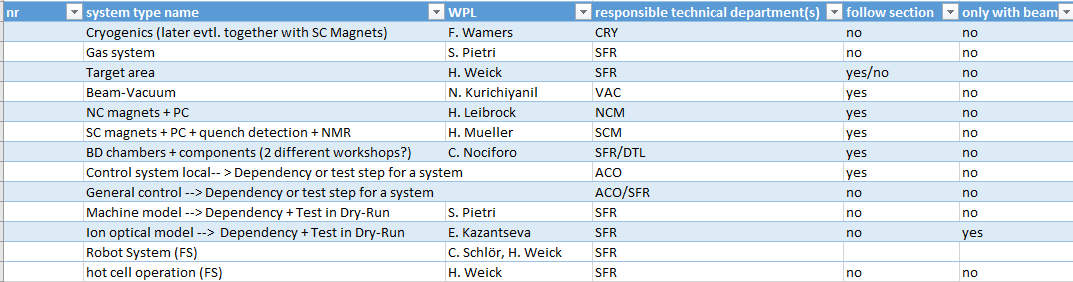 nr system type name WPL responsible technical department(s) follow section only with beam
Cryogenics (later evtl. together with SC Magnets) F. Wamers CRY no no
Gas system S. Pietri SFR no no
Target area H. Weick SFR yes/no no
Beam-Vacuum N. Kurichiyanil VAC yes no
NC magnets + PC H. Leibrock NCM yes no
SC magnets + PC + quench detection + NMR H. Mueller SCM yes no
BD chambers + components (2 different workshops?) C. Nociforo SFR/DTL yes no
Control system local-- > Dependency or test step for a system ACO yes no
General control --> Dependency or test step for a system ACO/SFR no no
Machine model --> Dependency + Test in Dry-Run S. Pietri SFR no no
Ion optical model --> Dependency + Test in Dry-Run E. Kazantseva SFR no yes
Robot System (FS) C. Schlör, H. Weick SFR
hot cell operation (FS) H. Weick SFR no no